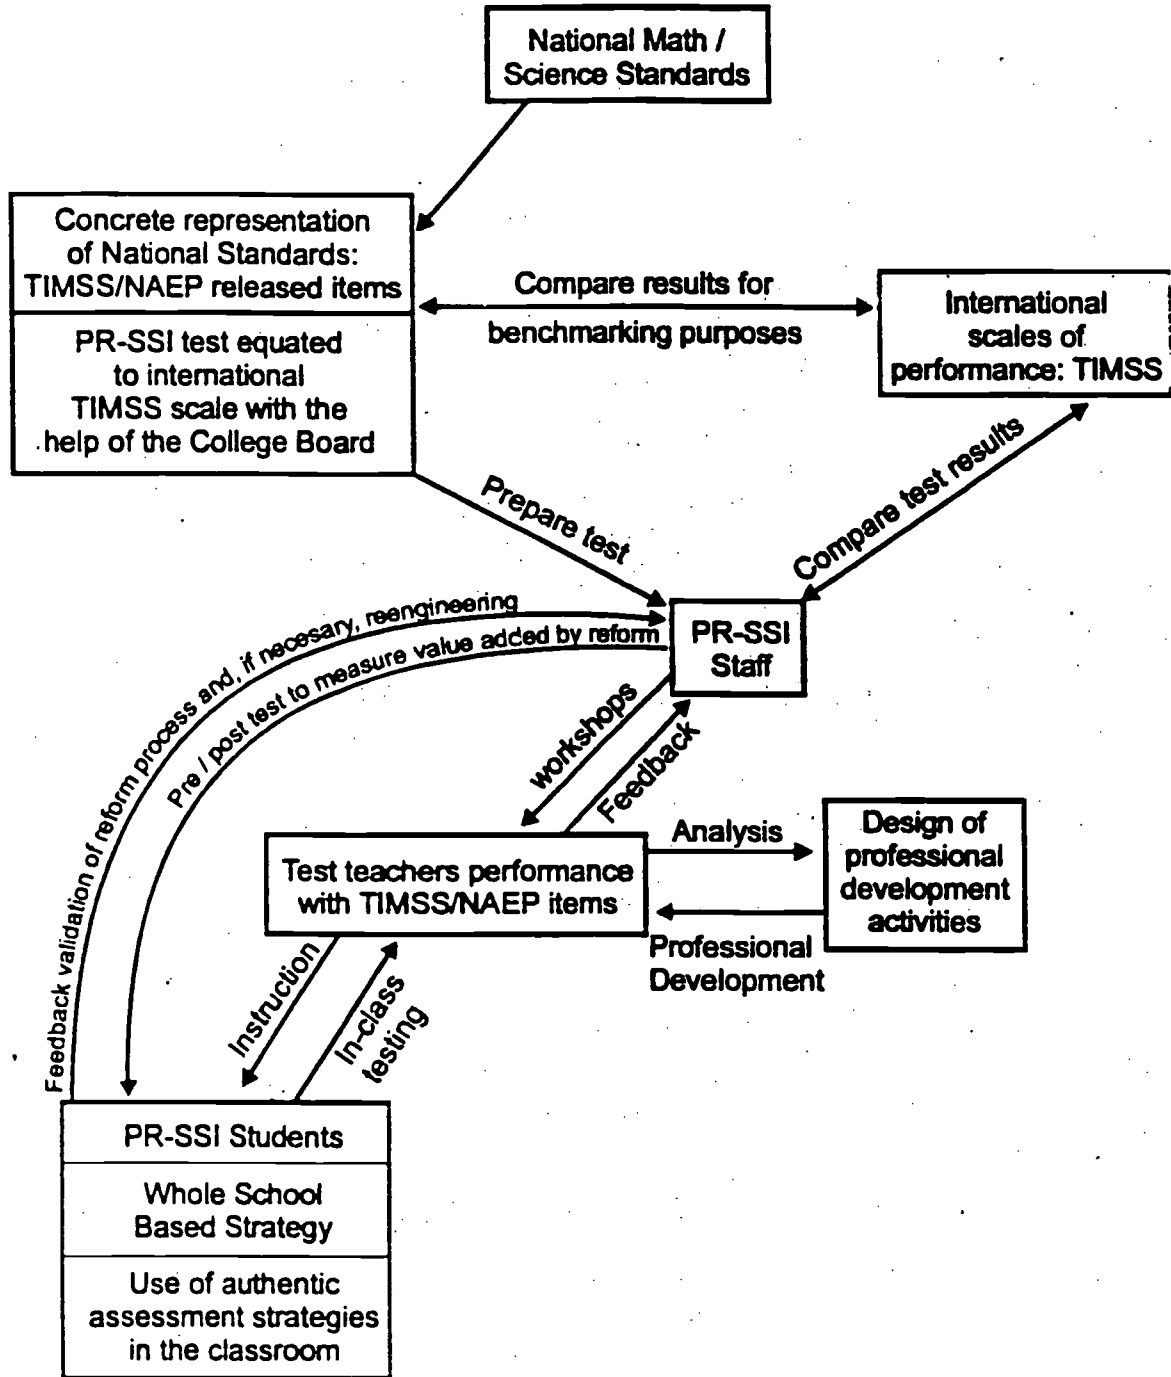 National Math /
Science Standards
Concrete representation
of National Standards:
TIMSS/NAEP released items
PR-SSI test equated
to international
TIMSS scale with the
help of the College Board
Compare results for
benchmarking purposes
International
scales of
performance: TIMSS
Prepare test
Compare test results
Feedback validation of reform process and, if necesary, reengineering
Pre / post test to measure value added by reform
PR-SSI
Staff
workshops
Feedback
Test teachers performance
with TIMSS/NAEP items
Analysis
Professional
Development
Design of
professional
development
activities
Instruction
In-class
testing
PR-SSI Students
Whole School
Based Strategy
Use of authentic
assessment strategies
in the classroom